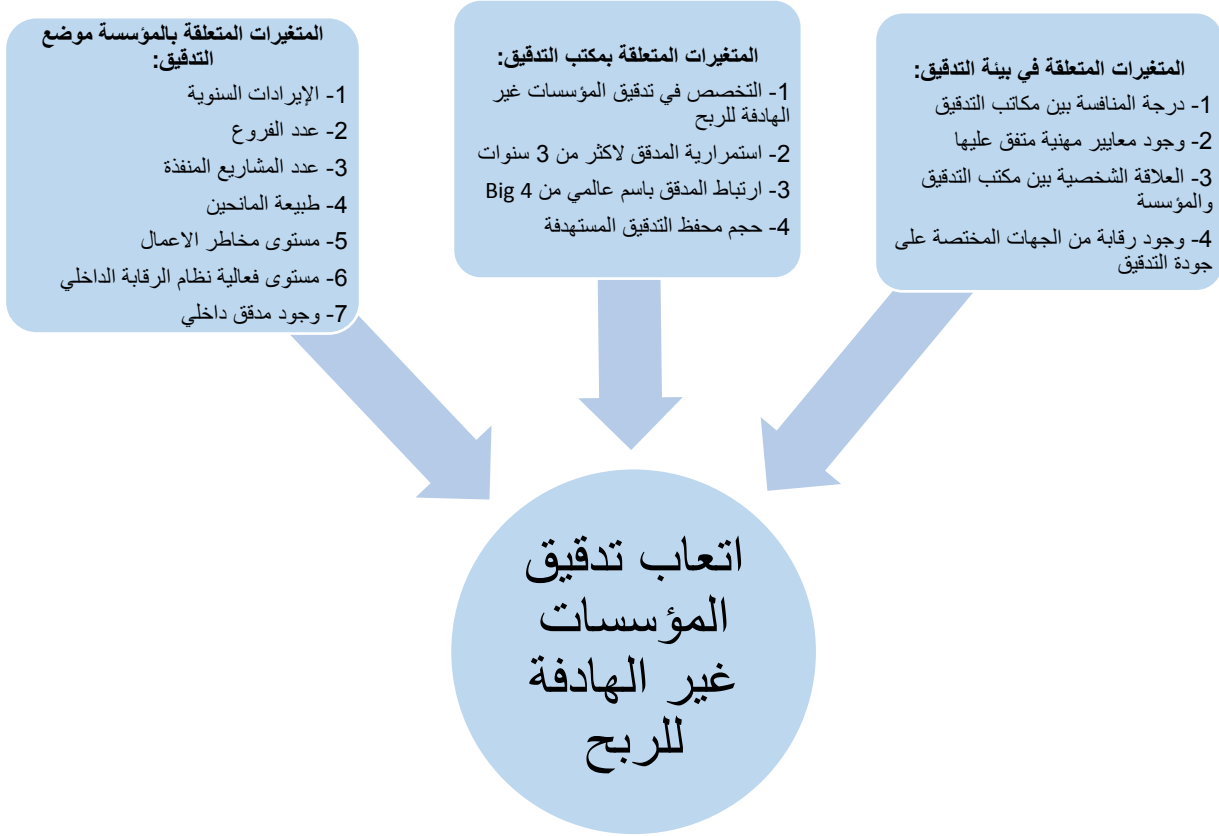 المتغيرات المتعلقة في بيئة التدقيق:
1- درجة المنافسة بين مكاتب التدقيق
2- وجود معايير مهنية متفق عليها
3- العلاقة الشخصية بين مكتب التدقيق
والمؤسسة
4- وجود رقابة من الجهات المختصة على
جودة التدقيق
المتغيرات المتعلقة بمكتب التدقيق:
1- التخصص في تدقيق المؤسسات غير
الهادفة للربح
2- استمرارية المدقق لاكثر من 3 سنوات
3- ارتباط المدقق باسم عالمي من Big 4
4- حجم محفظ التدقيق المستهدفة
المتغيرات المتعلقة بالمؤسسة موضع
التدقيق:
1- الإيرادات السنوية
2- عدد الفروع
3- عدد المشاريع المنفذة
4- طبيعة المانحين
5- مستوى مخاطر الاعمال
6- مستوى فعالية نظام الرقابة الداخلي
7- وجود مدقق داخلي
اتعاب تدقيق
المؤسسات
غير الهادفة
للربح